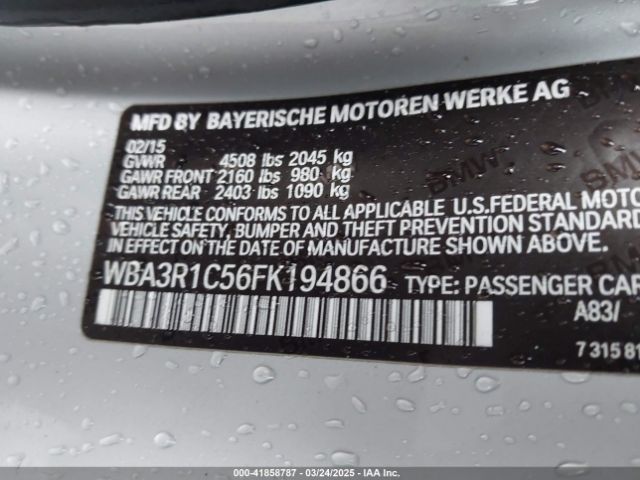 MFD BY BAYERISCHE MOTOREN WERKE AG
02/15
GVWR 4508 lbs 2045 kg
GAWR FRONT 2160 lbs 980 kg
GAWR REAR 2403 lbs 1090 kg
THIS VEHICLE CONFORMS TO ALL APPLICABLE U.S.FEDERAL MOTOR
VEHICLE SAFETY, BUMPER AND THEFT PREVENTION STANDARD
IN EFFECT ON THE DATE OF MANUFACTURE SHOWN ABOVE.
WBA3R1C56FK194866 TYPE: PASSENGER CAR
A83/
7 315 81
000-41858787 - 03/24/2025 - IAAI.COM